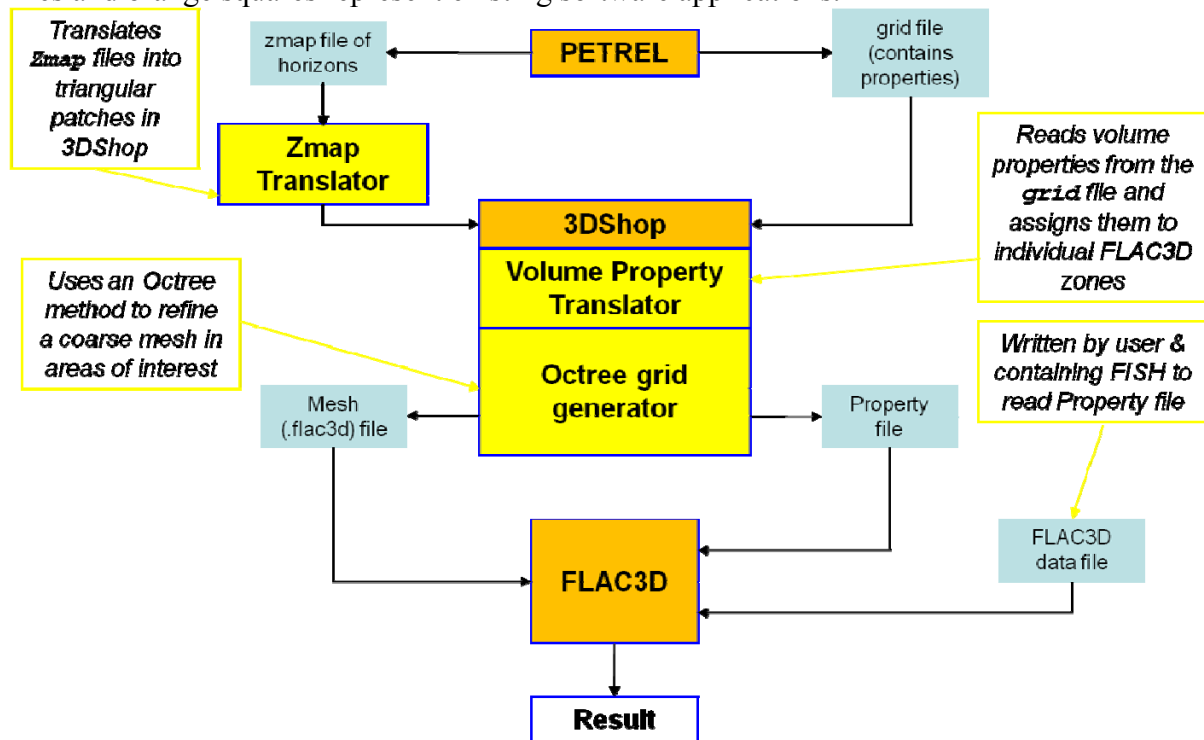 Translates
Zmap files into
triangular
patches in
3DShop
zmap file of
horizons
PETREL
grid file
(contains
properties)
Zmap
Translator
Reads volume
properties from the
grid file and
assigns them to
individual FLAC3D
zones
3DShop
Volume Property
Translator
Uses an Octree
method to refine
a coarse mesh in
areas of interest
Octree grid
generator
Written by user &
containing FISH to
read Property file
Mesh
(.flac3d) file
Property
file
FLAC3D
FLAC3D
data file
Result